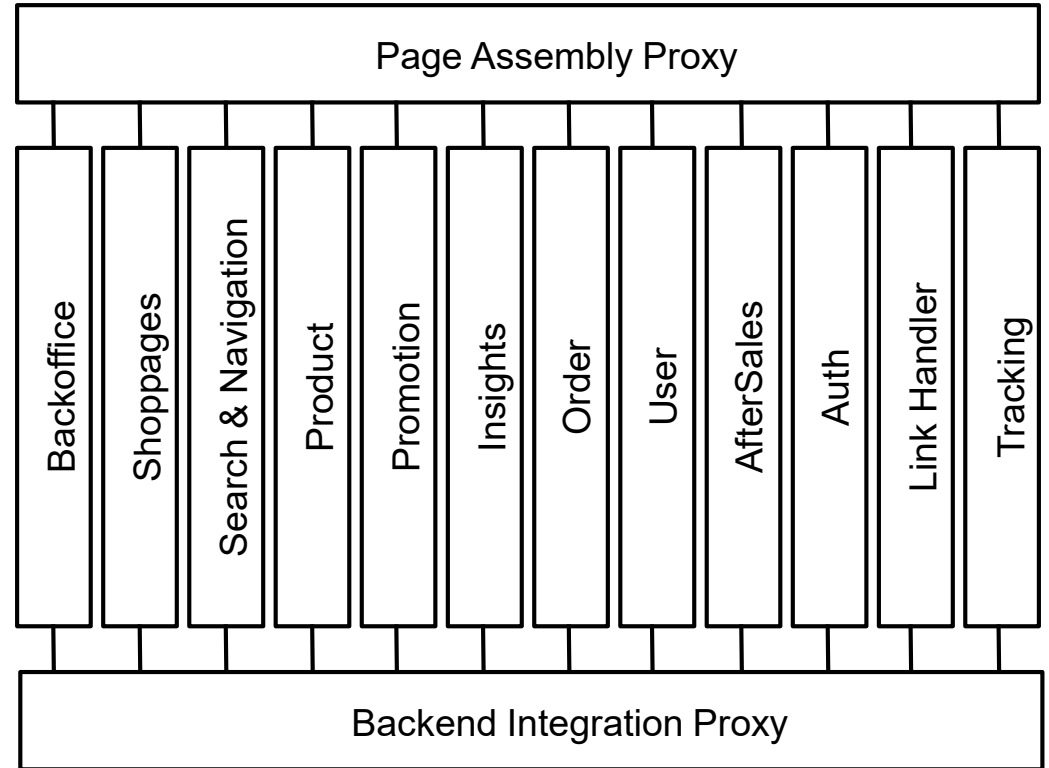 Page Assembly Proxy
Backoffice
Shoppages
Search & Navigation
Product
Promotion
Insights
Order
User
AfterSales
Auth
Link Handler
Tracking
Backend Integration Proxy